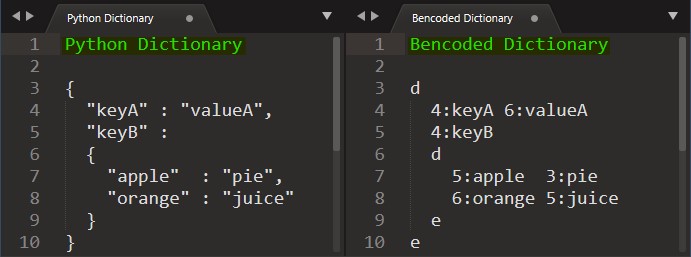 Python Dictionary
Bencoded Dictionary
1 Python Dictionary
2
3 {
4   "keyA" : "valueA",
5   "keyB" :
6   {
7     "apple"  : "pie",
8     "orange" : "juice"
9   }
10 }
1 Bencoded Dictionary
2
3 d
4   4:keyA 6:valueA
5   4:keyB
6   d
7     5:apple  3:pie
8     6:orange 5:juice
9   e
10 e